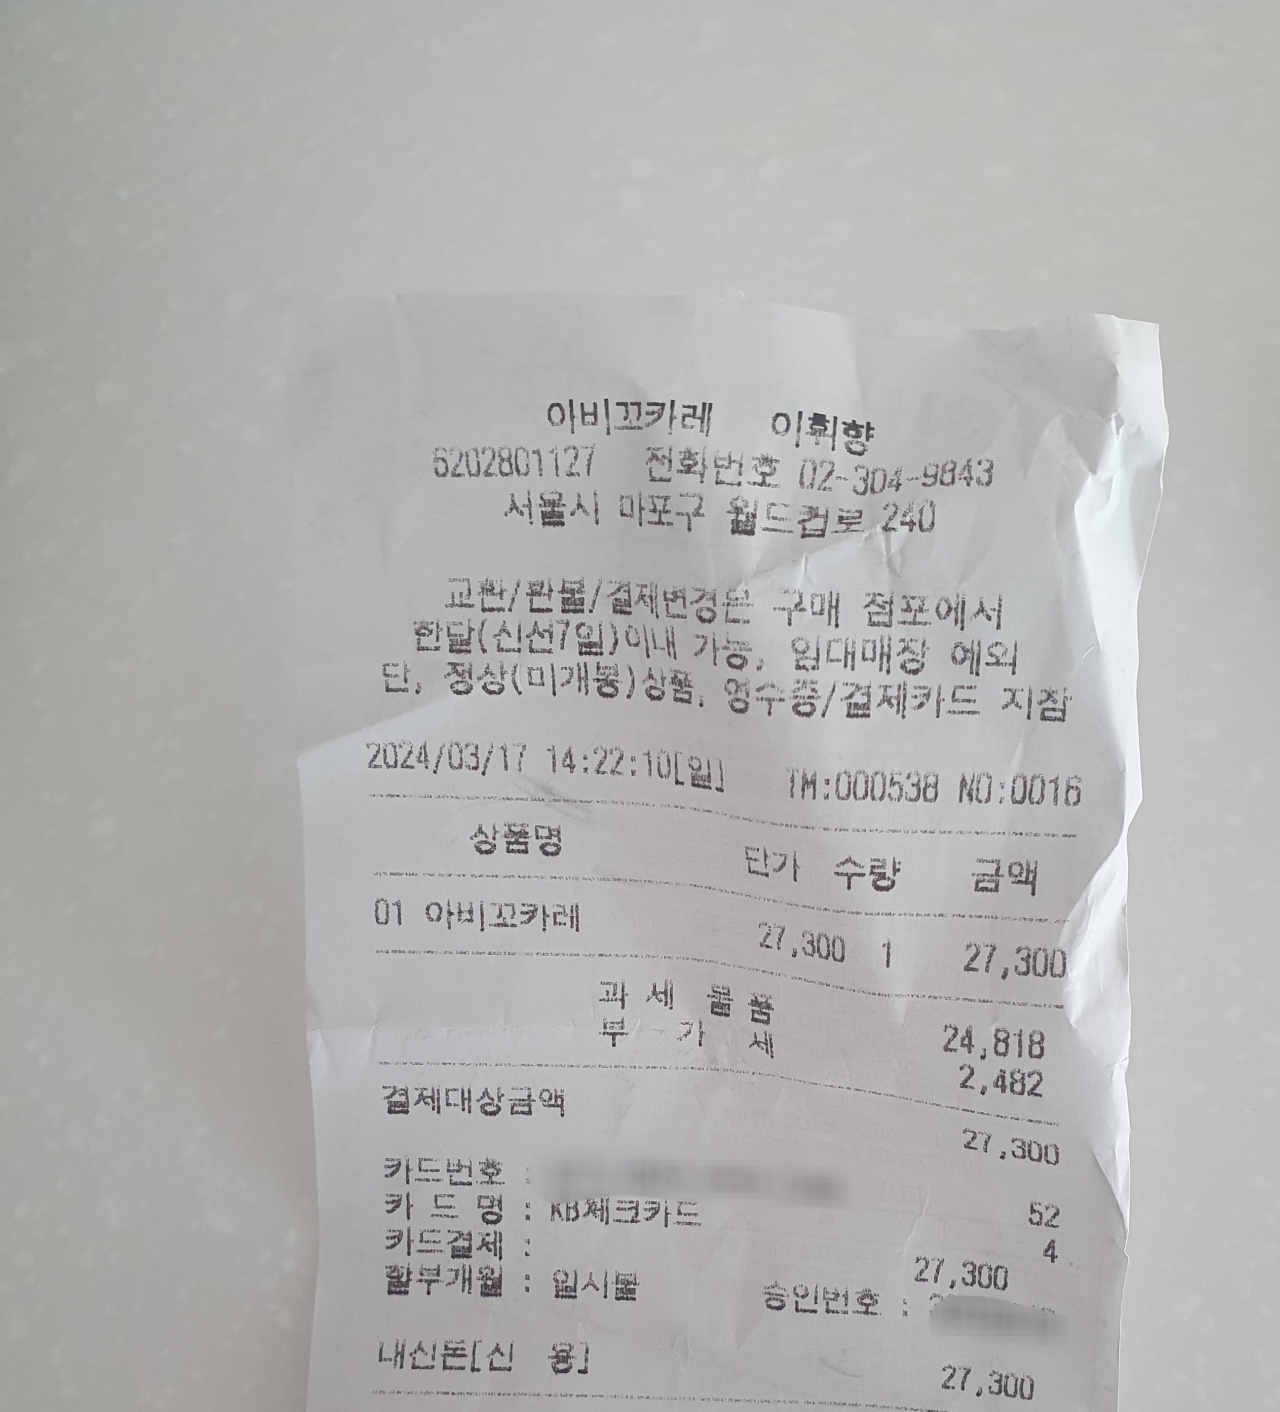 아비꼬카레 이휘향
6202801127 전화번호 02-304-9843
서울시 마포구 월드컵로 240
교환/환불/결제변경은 구매 점포에서
한달(신선7일)이내 가능, 임대매장 예외
단, 정상(미개봉)상품, 영수증/결제카드 지참
2024/03/17 14:22:10[일] TM:000538 NO:0016
상품명 단가 수량 금액
01 아비꼬카레 27,300 1 27,300
과 세 물 품 24,818
부 가 세 2,482
결제대상금액 27,300
카드번호 :
카 드 명 : KB체크카드 52
카드결제 : 4
27,300
할부개월 : 일시불 승인번호 :
내신돈[신 용] 27,300